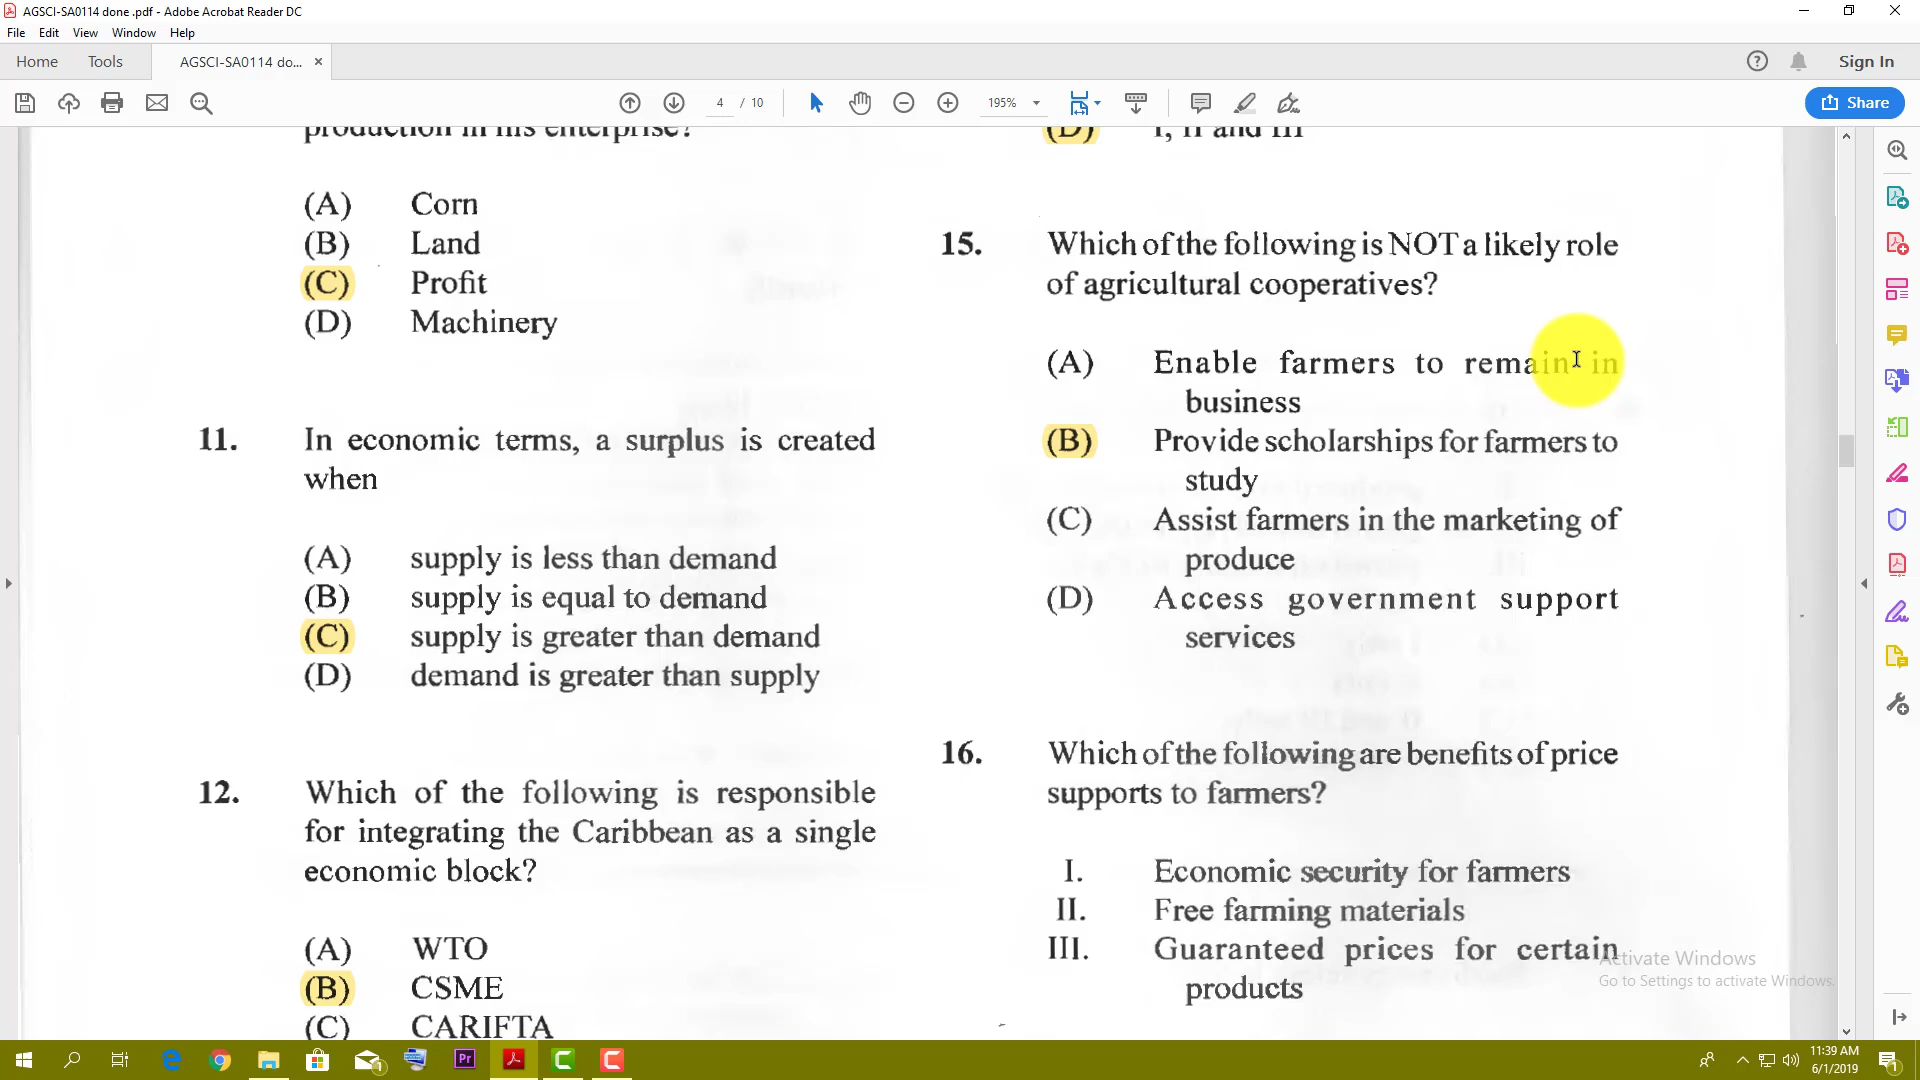 AGSCI-SA0114 done .pdf - Adobe Acrobat Reader DC
File Edit View Window Help
Home Tools AGSCI-SA0114 do... × Sign In
4 / 10 195% Share
production in his enterprise?
(A) Corn
(B) Land
(C) Profit
(D) Machinery
11. In economic terms, a surplus is created
when
(A) supply is less than demand
(B) supply is equal to demand
(C) supply is greater than demand
(D) demand is greater than supply
12. Which of the following is responsible
for integrating the Caribbean as a single
economic block?
(A) WTO
(B) CSME
(C) CARIFTA
(D) I, II and III
15. Which of the following is NOT a likely role
of agricultural cooperatives?
(A) Enable farmers to remain in
business
(B) Provide scholarships for farmers to
study
(C) Assist farmers in the marketing of
produce
(D) Access government support
services
16. Which of the following are benefits of price
supports to farmers?
I. Economic security for farmers
II. Free farming materials
III. Guaranteed prices for certain
products
Activate Windows
Go to Settings to activate Windows.
11:39 AM
6/1/2019